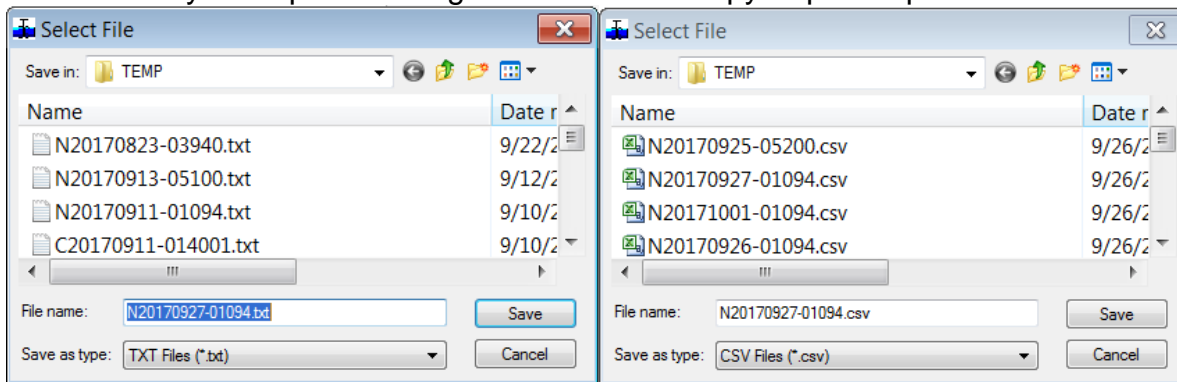 Select File
Save in: TEMP
Name Date r
N20170823-03940.txt 9/22/2
N20170913-05100.txt 9/12/2
N20170911-01094.txt 9/10/2
C20170911-014001.txt 9/10/2
File name: N20170927-01094.txt Save
Save as type: TXT Files (*.txt) Cancel
Select File
Save in: TEMP
Name Date r
N20170925-05200.csv 9/26/2
N20170927-01094.csv 9/26/2
N20171001-01094.csv 9/26/2
N20170926-01094.csv 9/26/2
File name: N20170927-01094.csv Save
Save as type: CSV Files (*.csv) Cancel